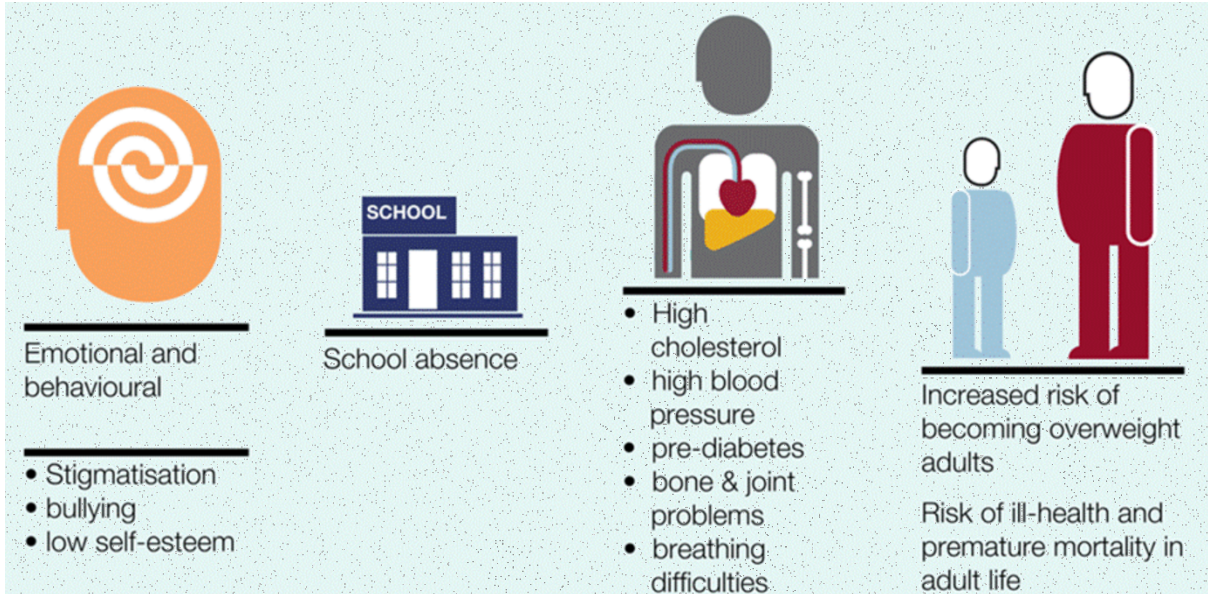 Emotional and
behavioural
• Stigmatisation
• bullying
• low self-esteem
SCHOOL
School absence
• High
cholesterol
• high blood
pressure
• pre-diabetes
• bone & joint
problems
• breathing
difficulties
Increased risk of
becoming overweight
adults
Risk of ill-health and
premature mortality in
adult life